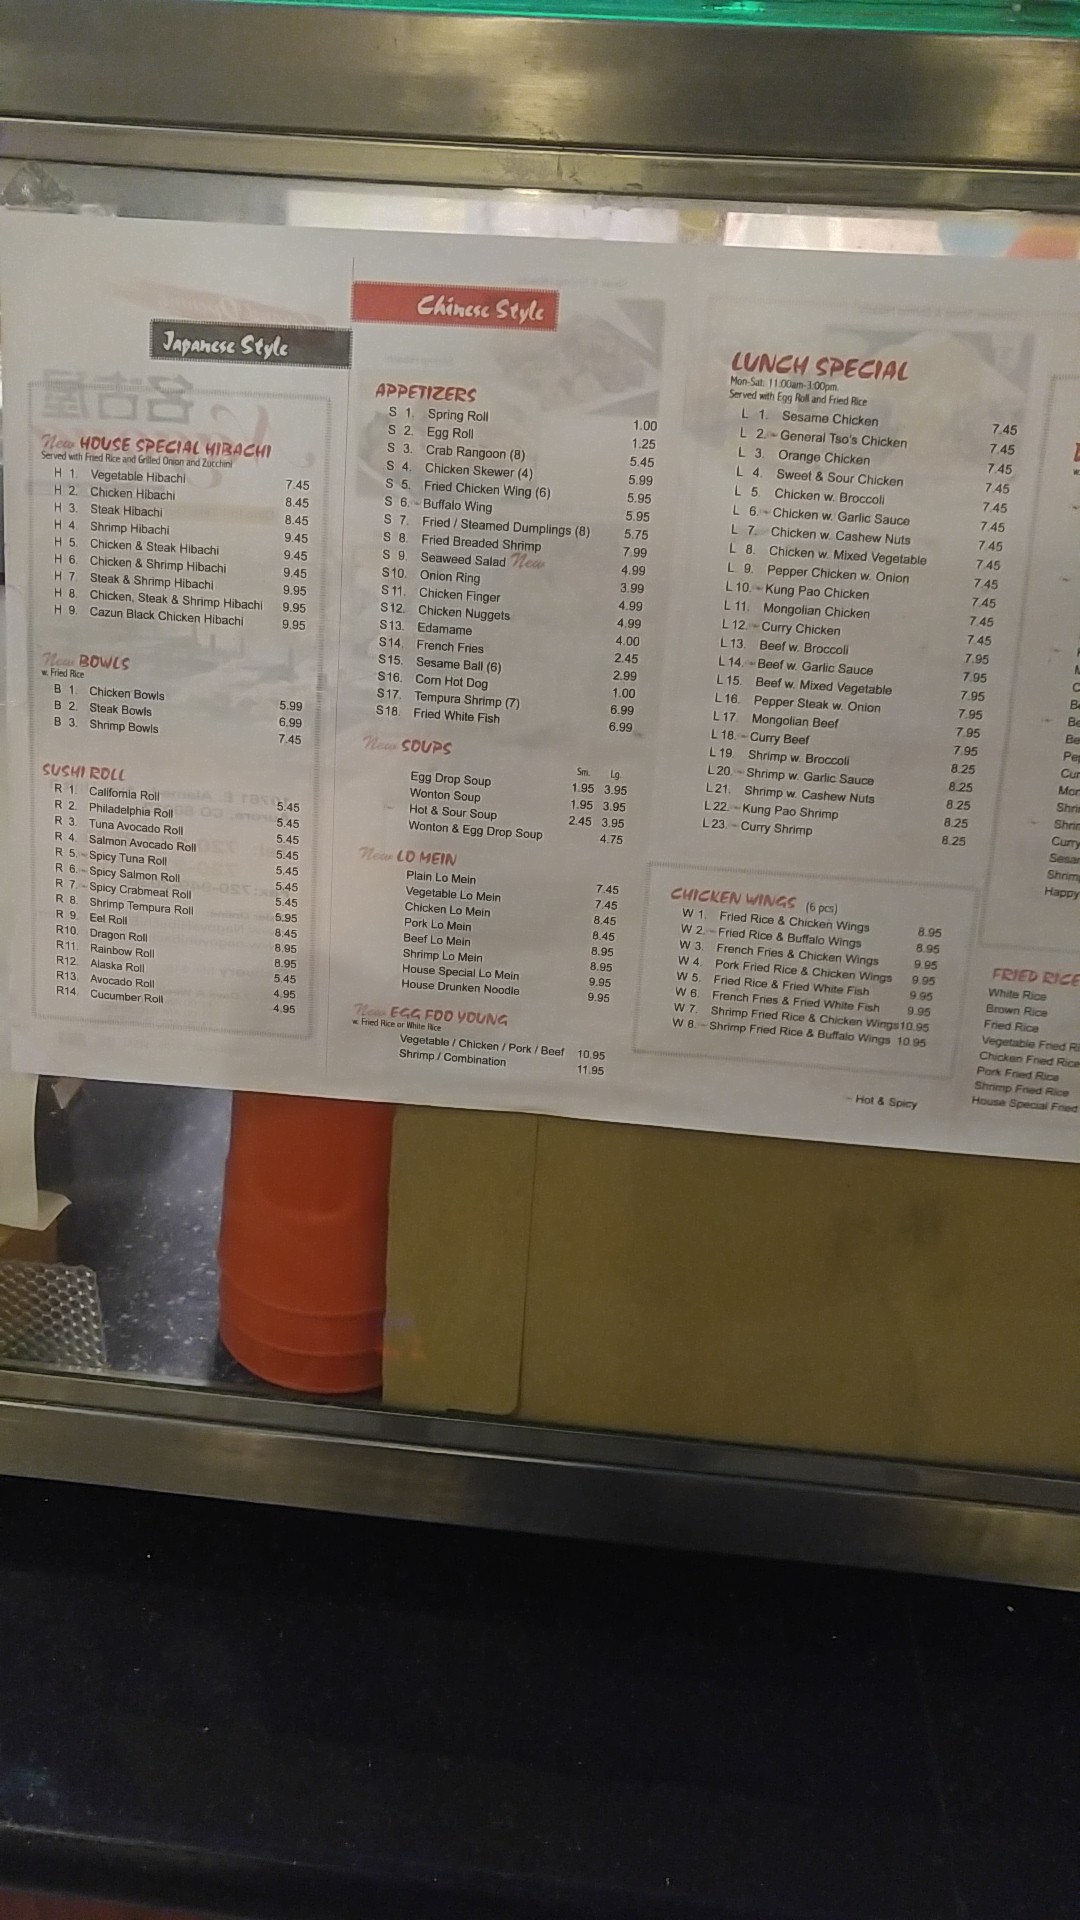 Japanese Style
New HOUSE SPECIAL HIBACHI
Served with Fried Rice and Grilled Onion and Zucchini
H 1. Vegetable Hibachi 7.45
H 2. Chicken Hibachi 8.45
H 3. Steak Hibachi 8.45
H 4. Shrimp Hibachi 9.45
H 5. Chicken & Steak Hibachi 9.45
H 6. Chicken & Shrimp Hibachi 9.45
H 7. Steak & Shrimp Hibachi 9.95
H 8. Chicken, Steak & Shrimp Hibachi 9.95
H 9. Cazun Black Chicken Hibachi 9.95
New BOWLS
w. Fried Rice
B 1. Chicken Bowls 5.99
B 2. Steak Bowls 6.99
B 3. Shrimp Bowls 7.45
SUSHI ROLL
R 1. California Roll 5.45
R 2. Philadelphia Roll 5.45
R 3. Tuna Avocado Roll 5.45
R 4. Salmon Avocado Roll 5.45
R 5. Spicy Tuna Roll 5.45
R 6. Spicy Salmon Roll 5.45
R 7. Spicy Crabmeal Roll 5.45
R 8. Shrimp Tempura Roll 5.95
R 9. Eel Roll 8.45
R10. Dragon Roll 8.95
R11. Rainbow Roll 8.95
R12. Alaska Roll 5.45
R13. Avocado Roll 4.95
R14. Cucumber Roll 4.95
Chinese Style
APPETIZERS
S 1. Spring Roll 1.00
S 2. Egg Roll 1.25
S 3. Crab Rangoon (8) 5.45
S 4. Chicken Skewer (4) 5.99
S 5. Fried Chicken Wing (6) 5.95
S 6. Buffalo Wing 5.95
S 7. Fried / Steamed Dumplings (8) 5.75
S 8. Fried Breaded Shrimp 7.99
S 9. Seaweed Salad New 4.99
S10. Onion Ring 3.99
S11. Chicken Finger 4.99
S12. Chicken Nuggets 4.99
S13. Edamame 4.00
S14. French Fries 2.45
S15. Sesame Ball (6) 2.99
S16. Corn Hot Dog 1.00
S17. Tempura Shrimp (7) 6.99
S18. Fried White Fish 6.99
New SOUPS
Sm. Lg.
Egg Drop Soup 1.95 3.95
Wonton Soup 1.95 3.95
Hot & Sour Soup 2.45 3.95
Wonton & Egg Drop Soup 4.75
New LO MEIN
Plain Lo Mein 7.45
Vegetable Lo Mein 7.45
Chicken Lo Mein 8.45
Pork Lo Mein 8.45
Beef Lo Mein 8.95
Shrimp Lo Mein 8.95
House Special Lo Mein 9.95
House Drunken Noodle 9.95
New EGG FOO YOUNG
w. Fried Rice or White Rice
Vegetable / Chicken / Pork / Beef 10.95
Shrimp / Combination 11.95
LUNCH SPECIAL
Mon-Sat: 11:00am-3:00pm.
Served with Egg Roll and Fried Rice
L 1. Sesame Chicken 7.45
L 2. General Tso's Chicken 7.45
L 3. Orange Chicken 7.45
L 4. Sweet & Sour Chicken 7.45
L 5. Chicken w. Broccoli 7.45
L 6. Chicken w. Garlic Sauce 7.45
L 7. Chicken w. Cashew Nuts 7.45
L 8. Chicken w. Mixed Vegetable 7.45
L 9. Pepper Chicken w. Onion 7.45
L10. Kung Pao Chicken 7.45
L11. Mongolian Chicken 7.45
L12. Curry Chicken 7.45
L13. Beef w. Broccoli 7.95
L14. Beef w. Garlic Sauce 7.95
L15. Beef w. Mixed Vegetable 7.95
L16. Pepper Steak w. Onion 7.95
L17. Mongolian Beef 7.95
L18. Curry Beef 7.95
L19. Shrimp w. Broccoli 8.25
L20. Shrimp w. Garlic Sauce 8.25
L21. Shrimp w. Cashew Nuts 8.25
L22. Kung Pao Shrimp 8.25
L23. Curry Shrimp 8.25
CHICKEN WINGS (6 pcs)
W 1. Fried Rice & Chicken Wings 8.95
W 2. Fried Rice & Buffalo Wings 8.95
W 3. French Fries & Chicken Wings 9.95
W 4. Pork Fried Rice & Chicken Wings 9.95
W 5. Fried Rice & Fried White Fish 9.95
W 6. French Fries & Fried White Fish 9.95
W 7. Shrimp Fried Rice & Chicken Wings 10.95
W 8. Shrimp Fried Rice & Buffalo Wings 10.95
Hot & Spicy
FRIED RICE
White Rice
Brown Rice
Fried Rice
Vegetable Fried
Chicken Fried Rice
Pork Fried Rice
Shrimp Fried Rice
House Special Fried